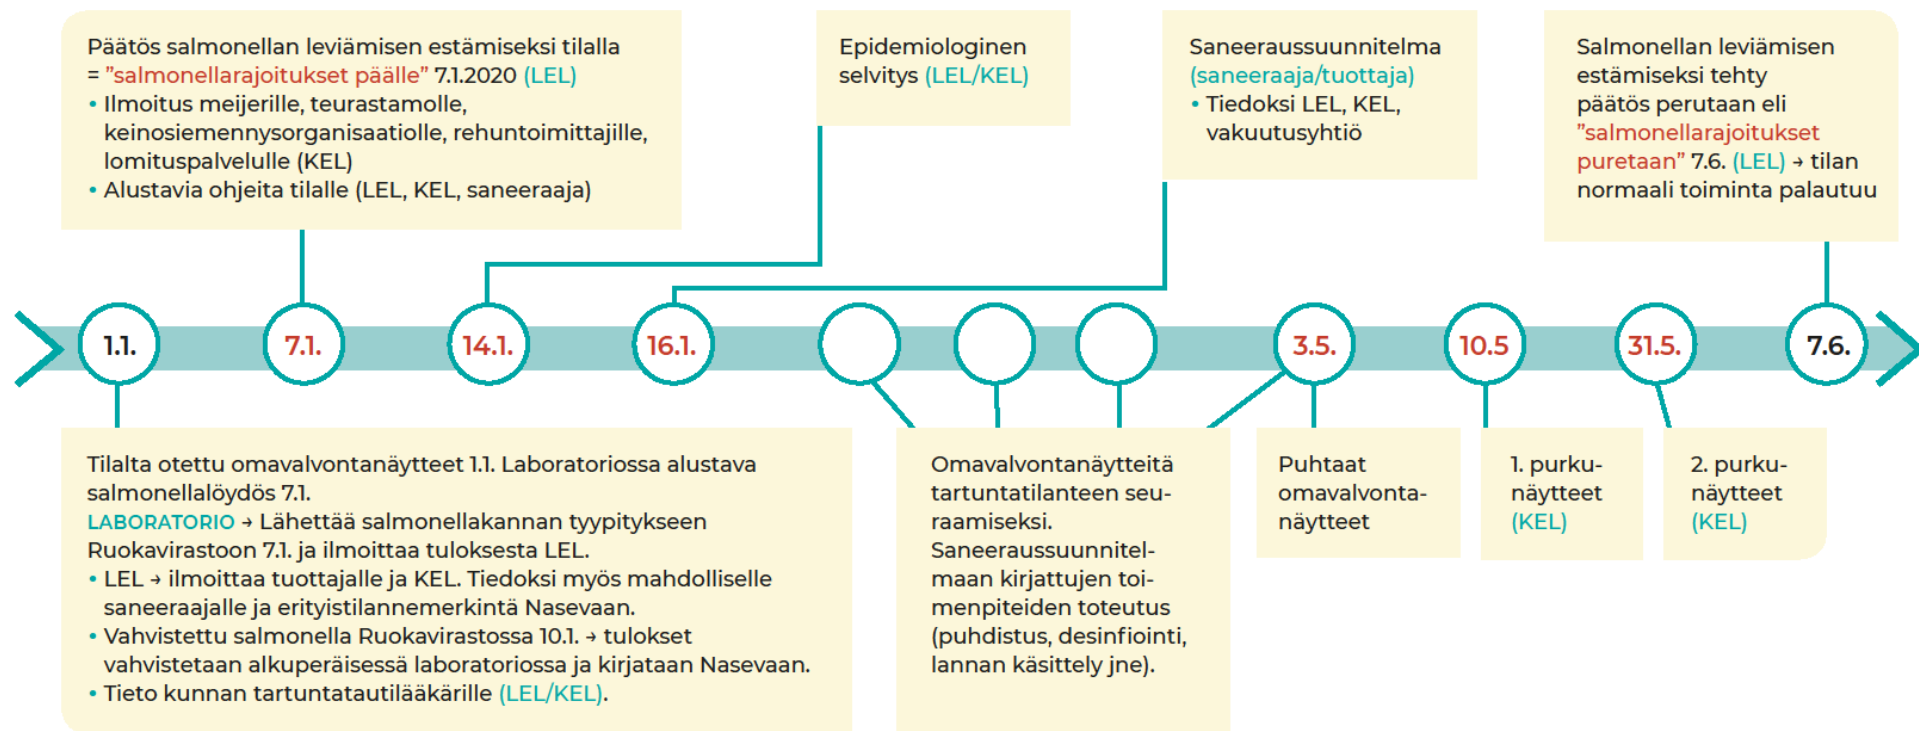 Päätös salmonellan leviämisen estämiseksi tilalla
= ”salmonellarajoitukset päälle” 7.1.2020 (LEL)
• Ilmoitus meijerille, teurastamolle,
keinosiemennysorganisaatiolle, rehuntoimittajille,
lomituspalvelulle (KEL)
• Alustavia ohjeita tilalle (LEL, KEL, saneeraaja)
Epidemiologinen
selvitys (LEL/KEL)
Saneeraussuunnitelma
(saneeraaja/tuottaja)
• Tiedoksi LEL, KEL,
vakuutusyhtiö
Salmonellan leviämisen
estämiseksi tehty
päätös perutaan eli
”salmonellarajoitukset
puretaan” 7.6. (LEL) → tilan
normaali toiminta palautuu
1.1.
7.1.
14.1.
16.1.
3.5.
10.5
31.5.
7.6.
Tilalta otettu omavalvontanäytteet 1.1. Laboratoriossa alustava
salmonellalöydös 7.1.
LABORATORIO → Lähettää salmonellakannan tyypitykseen
Ruokavirastoon 7.1. ja ilmoittaa tuloksesta LEL.
• LEL → ilmoittaa tuottajalle ja KEL. Tiedoksi myös mahdolliselle
saneeraajalle ja erityistilannemerkintä Nasevaan.
• Vahvistettu salmonella Ruokavirastossa 10.1. → tulokset
vahvistetaan alkuperäisessä laboratoriossa ja kirjataan Nasevaan.
• Tieto kunnan tartuntatautilääkärille (LEL/KEL).
Omavalvontanäytteitä
tartuntatilanteen seu-
raamiseksi.
Saneeraussuunnitel-
maan kirjattujen toi-
menpiteiden toteutus
(puhdistus, desinfiointi,
lannan käsittely jne).
Puhtaat
omavalvonta-
näytteet
1. purku-
näytteet
(KEL)
2. purku-
näytteet
(KEL)